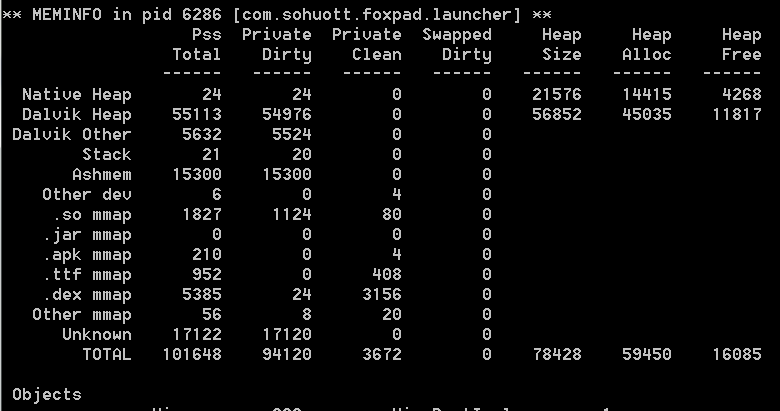 ** MEMINFO in pid 6286 [com.sohuott.foxpad.launcher] **
Pss Private Private Swapped Heap Heap Heap
Total Dirty Clean Dirty Size Alloc Free
------ ------ ------ ------ ------ ------ ------
Native Heap 24 24 0 0 21576 14415 4268
Dalvik Heap 55113 54976 0 0 56852 45035 11817
Dalvik Other 5632 5524 0 0
Stack 21 20 0 0
Ashmem 15300 15300 0 0
Other dev 6 0 4 0
.so mmap 1827 1124 80 0
.jar mmap 0 0 0 0
.apk mmap 210 0 4 0
.ttf mmap 952 0 408 0
.dex mmap 5385 24 3156 0
Other mmap 56 8 20 0
Unknown 17122 17120 0 0
TOTAL 101648 94120 3672 0 78428 59450 16085
Objects